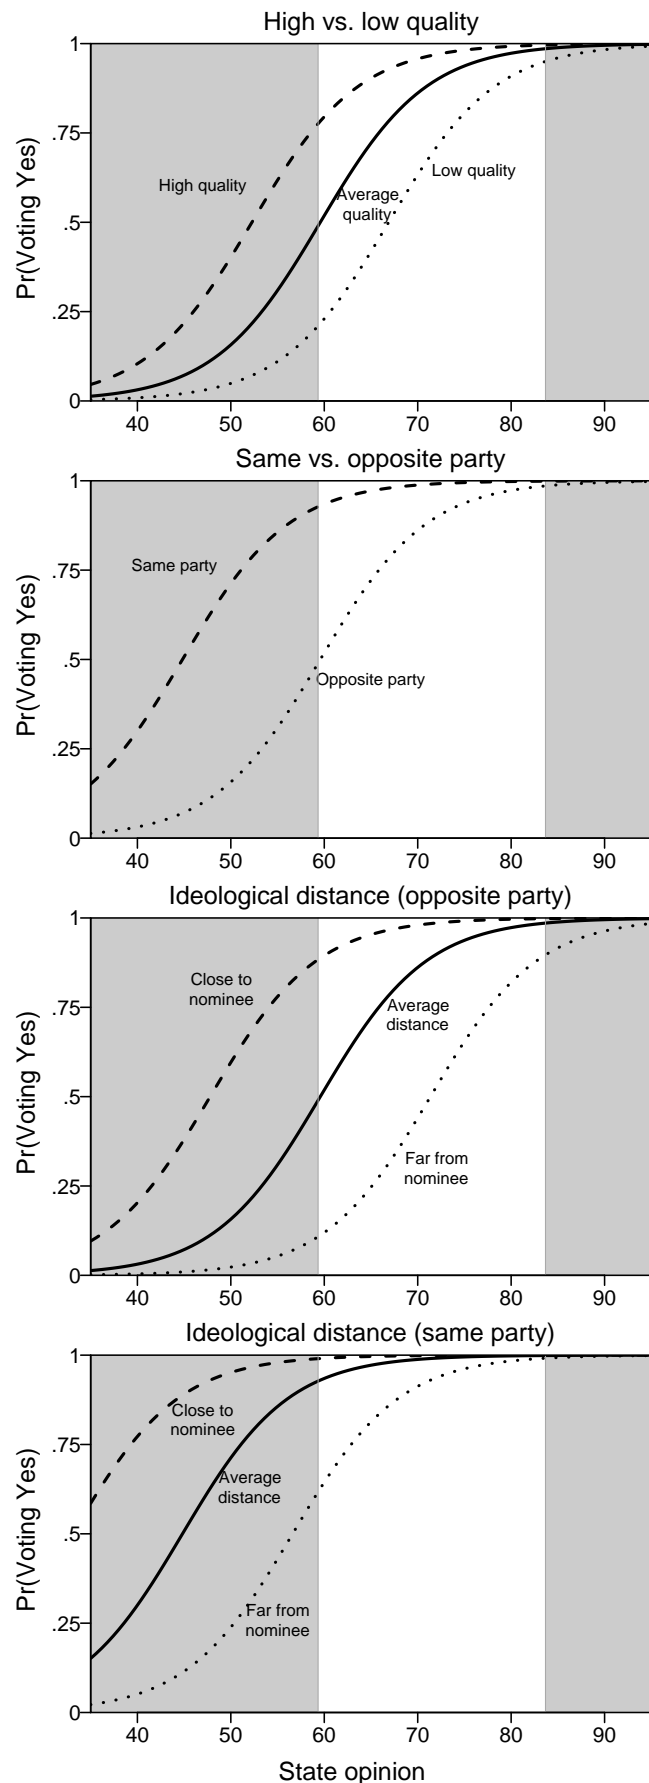 High vs. low quality
Pr(Voting Yes)
1
.75
.5
.25
0
High quality
Average
quality
Low quality
40 50 60 70 80 90
Same vs. opposite party
Pr(Voting Yes)
1
.75
.5
.25
0
Same party
Opposite party
40 50 60 70 80 90
Ideological distance (opposite party)
Pr(Voting Yes)
1
.75
.5
.25
0
Close to
nominee
Average
distance
Far from
nominee
40 50 60 70 80 90
Ideological distance (same party)
Pr(Voting Yes)
1
.75
.5
.25
0
Close to
nominee
Average
distance
Far from
nominee
40 50 60 70 80 90
State opinion